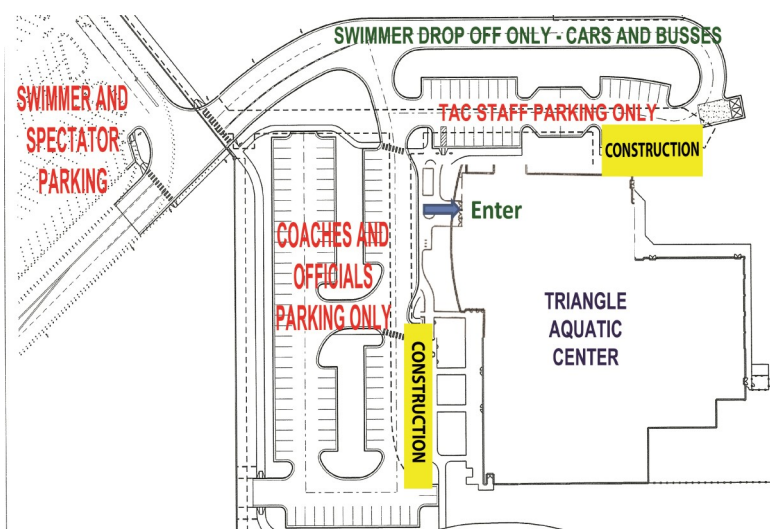 SWIMMER DROP OFF ONLY - CARS AND BUSSES
SWIMMER AND
SPECTATOR
PARKING
TAC STAFF PARKING ONLY
CONSTRUCTION
Enter
COACHES AND
OFFICIALS
PARKING ONLY
TRIANGLE
AQUATIC
CENTER
CONSTRUCTION